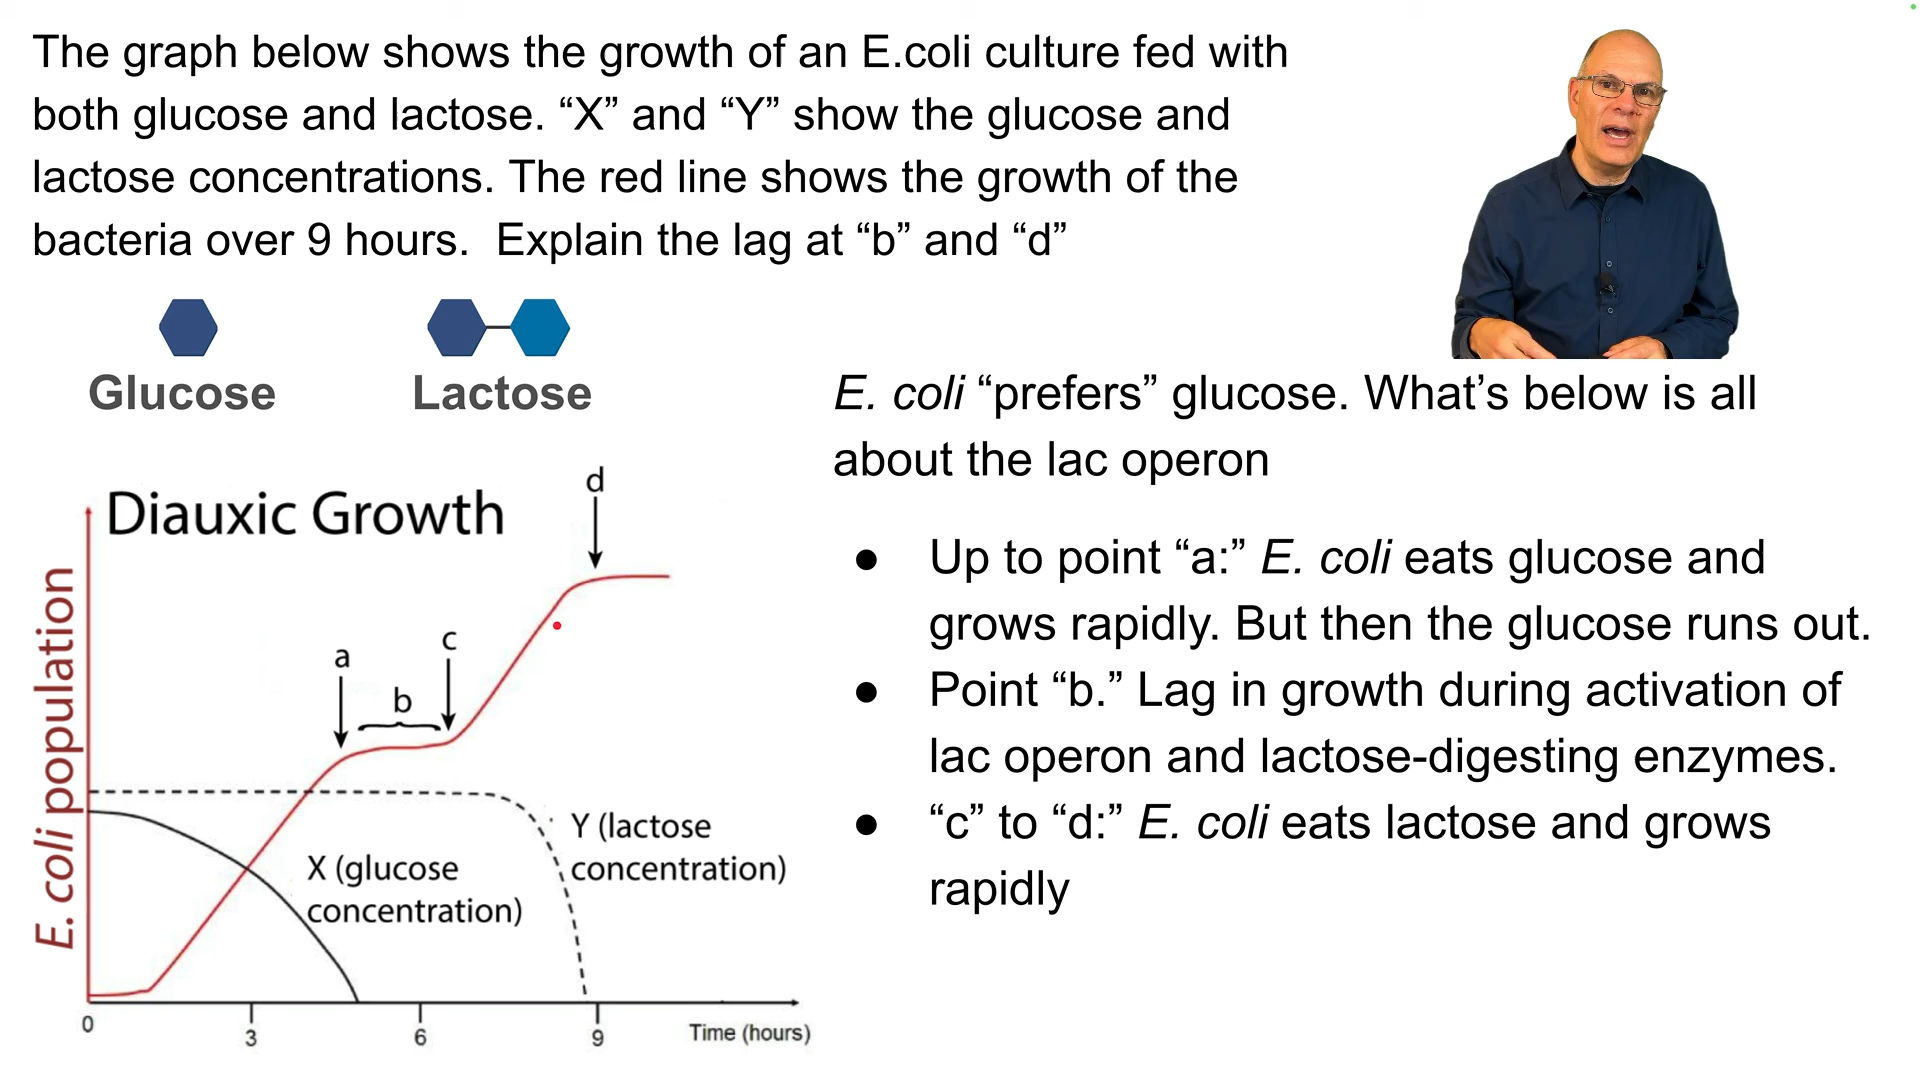 The graph below shows the growth of an E.coli culture fed with
both glucose and lactose. “X” and “Y” show the glucose and
lactose concentrations. The red line shows the growth of the
bacteria over 9 hours.  Explain the lag at “b” and “d”
Glucose
Lactose
E. coli “prefers” glucose. What’s below is all
about the lac operon
Diauxic Growth
d
c
a
b
E. coli population
Y (lactose
concentration)
X (glucose
concentration)
0
3
6
9
Time (hours)
● Up to point “a:” E. coli eats glucose and
grows rapidly. But then the glucose runs out.
● Point “b.” Lag in growth during activation of
lac operon and lactose-digesting enzymes.
● “c” to “d:” E. coli eats lactose and grows
rapidly